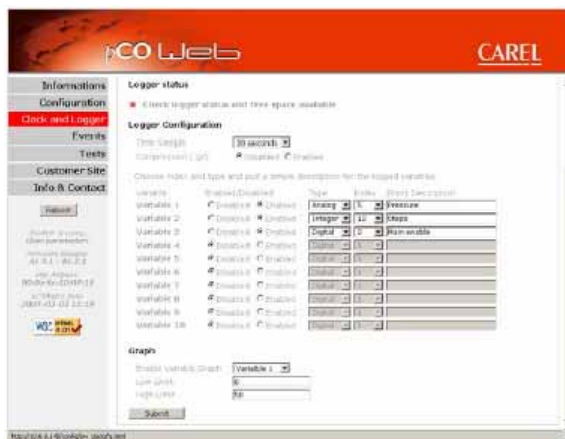 pCO Web
CAREL
Informations
Configuration
Clock and Logger
Events
Tests
Customer Site
Info & Contact
Reboot
Logger status
Check logger status and free space available
Logger Configuration
Time Sample 30 seconds
Compression (.gz) Disabled Enabled
Choose index and type and put a simple description for the logged variables
Variable Enabled/Disabled Type Index Short Description
Variable 1 Disabled Enabled Analog 5 Pressure
Variable 2 Disabled Enabled Integer 12 Steps
Variable 3 Disabled Enabled Digital Main enable
Variable 4 Disabled Enabled Digital
Variable 5 Disabled Enabled Digital
Variable 6 Disabled Enabled Digital
Variable 7 Disabled Enabled Digital
Variable 8 Disabled Enabled Digital
Variable 9 Disabled Enabled Digital
Variable 10 Disabled Enabled Digital
Graph
Enable Variable Graph Variable 1
Low Limit 0
High Limit 50
Submit
W3C